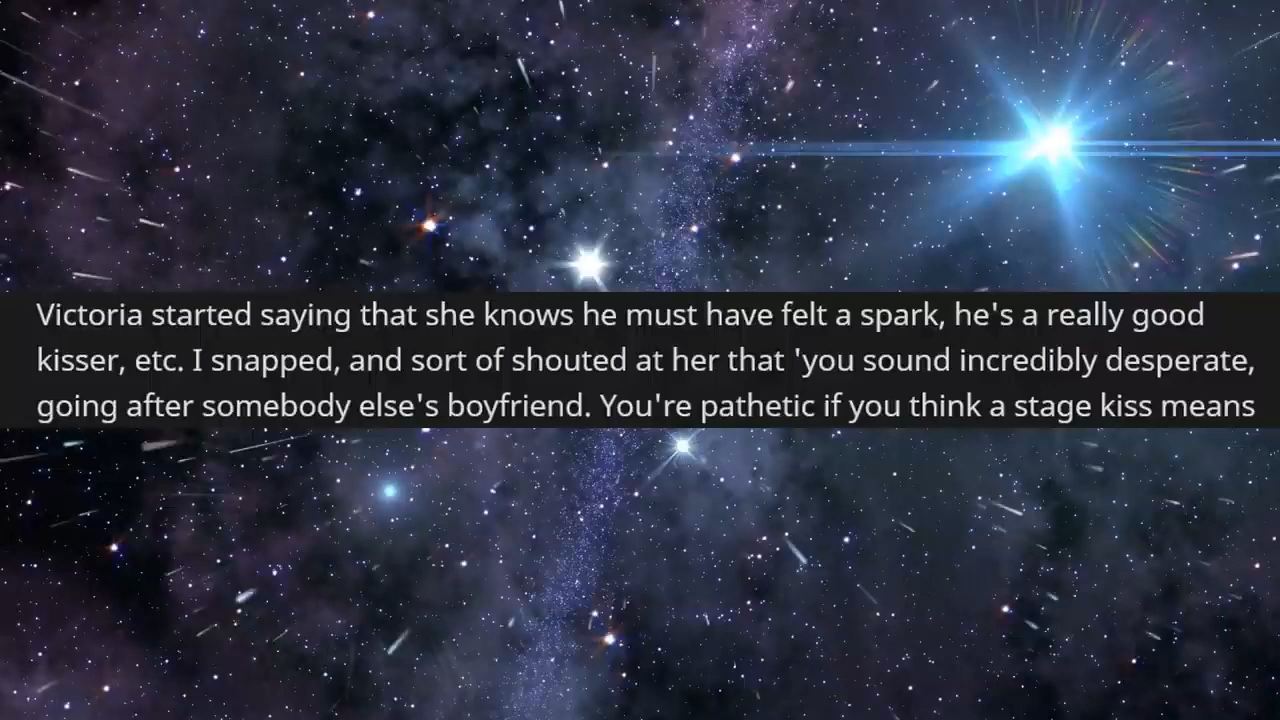 Victoria started saying that she knows he must have felt a spark, he's a really good
kisser, etc. I snapped, and sort of shouted at her that 'you sound incredibly desperate,
going after somebody else's boyfriend. You're pathetic if you think a stage kiss means